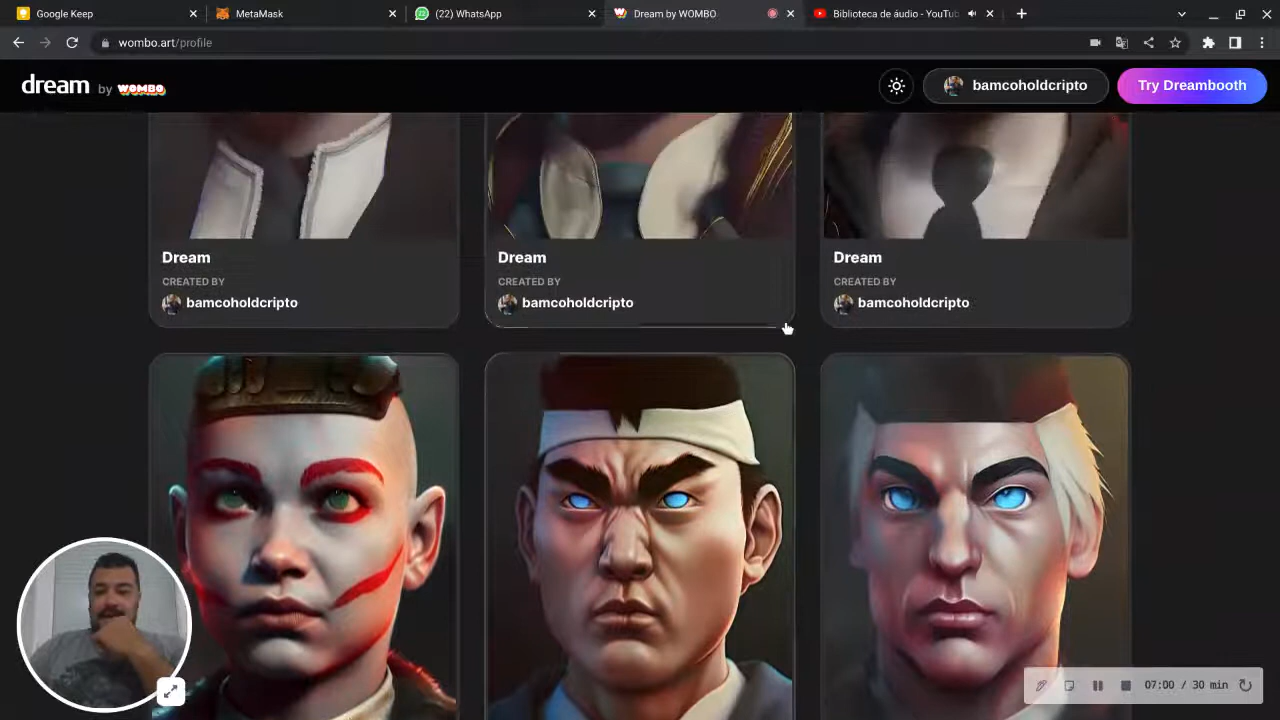 Google Keep
MetaMask
(22) WhatsApp
Dream by WOMBO
Biblioteca de áudio - YouTu
wombo.art/profile
dream by WOMBO
bamcoholdcripto
Try Dreambooth
Dream
CREATED BY
bamcoholdcripto
Dream
CREATED BY
bamcoholdcripto
Dream
CREATED BY
bamcoholdcripto
07:00 / 30 min